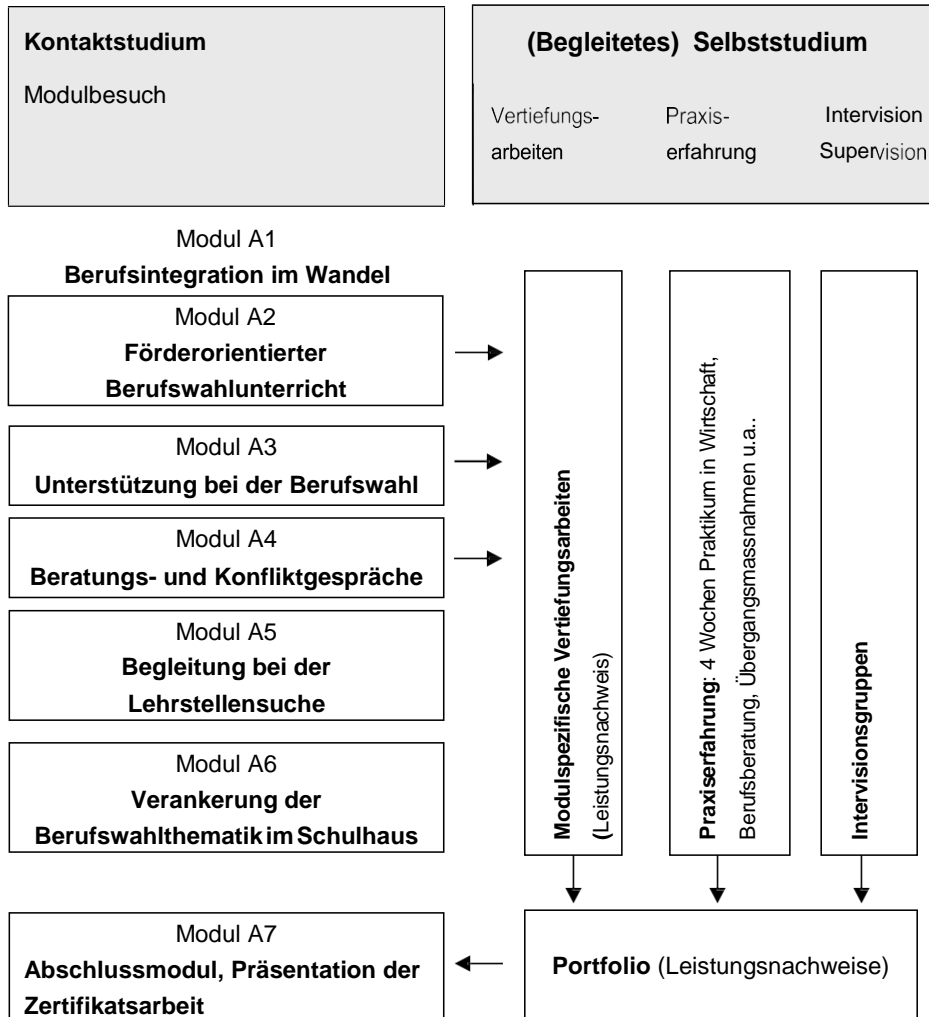 Kontaktstudium
Modulbesuch
(Begleitetes) Selbststudium
Vertiefungs-
arbeiten
Praxis-
erfahrung
Intervision
Supervision
Modul A1
Berufsintegration im Wandel
Modul A2
Förderorientierter
Berufswahlunterricht
Modul A3
Unterstützung bei der Berufswahl
Modul A4
Beratungs- und Konfliktgespräche
Modul A5
Begleitung bei der
Lehrstellensuche
Modul A6
Verankerung der
Berufswahlthematik im Schulhaus
Modulspezifische Vertiefungsarbeiten
(Leistungsnachweis)
Praxiserfahrung: 4 Wochen Praktikum in Wirtschaft,
Berufsberatung, Übergangsmassnahmen u.a..
Intervisionsgruppen
Modul A7
Abschlussmodul, Präsentation der
Zertifikatsarbeit
Portfolio (Leistungsnachweise)